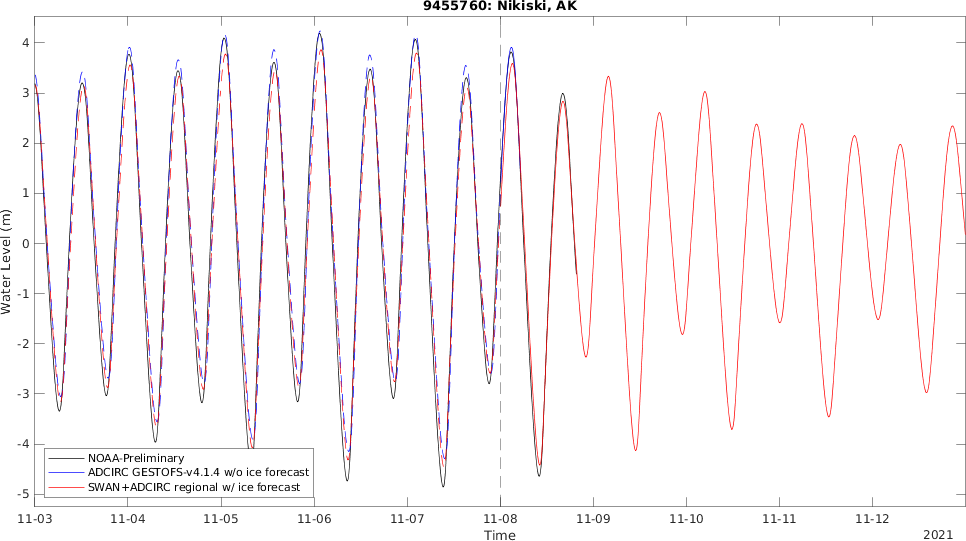 9455760: Nikiski, AK
4
3
2
1
0
-1
-2
-3
-4
-5
Water Level (m)
NOAA-Preliminary
ADCIRC GESTOFS-v4.1.4 w/o ice forecast
SWAN+ADCIRC regional w/ ice forecast
11-03 11-04 11-05 11-06 11-07 11-08 11-09 11-10 11-11 11-12
Time
2021